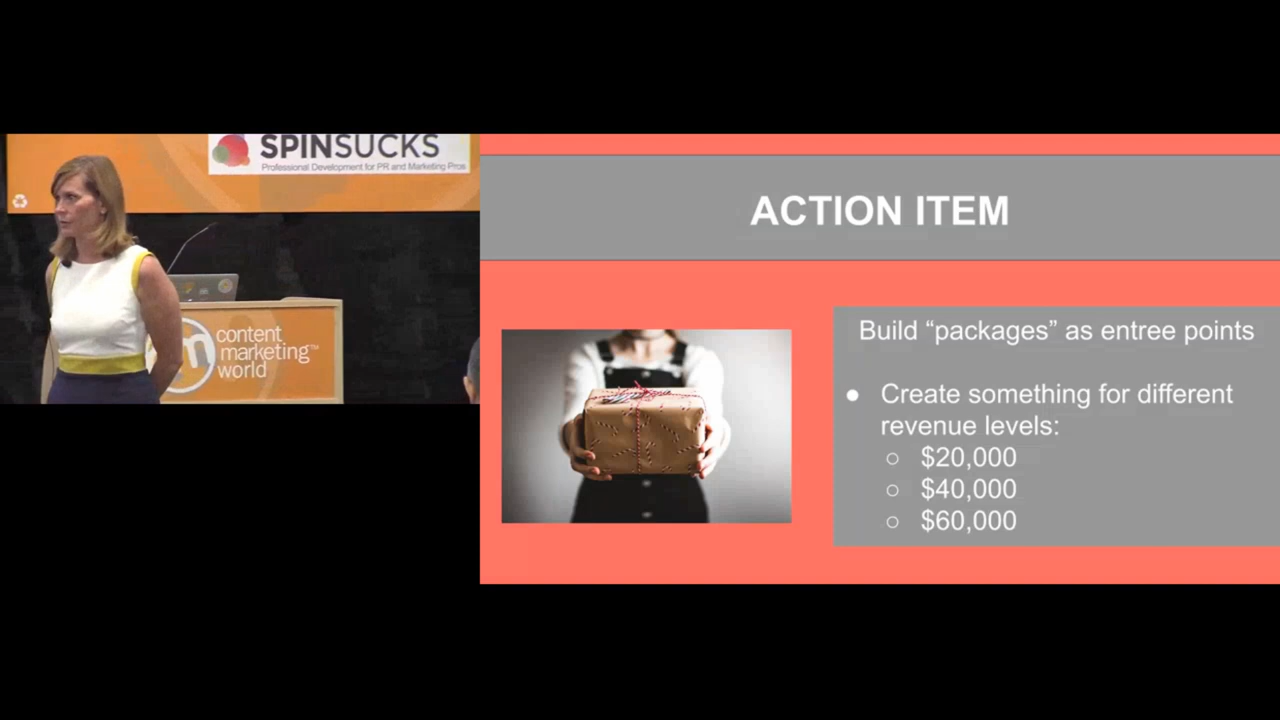 SPINSUCKS
Professional Development for PR and Marketing Pros
content
marketing™
world
ACTION ITEM
Build “packages” as entree points
● Create something for different
revenue levels:
○ $20,000
○ $40,000
○ $60,000